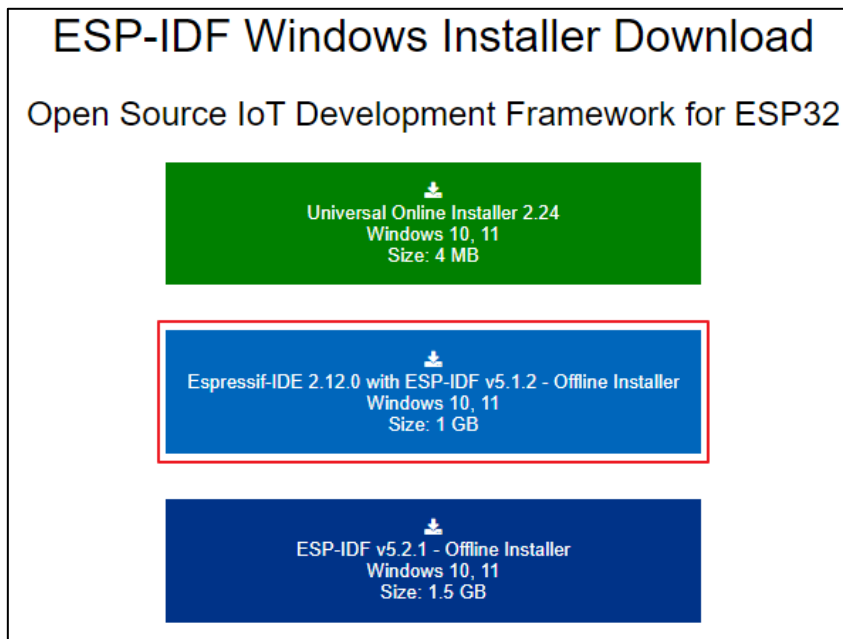 ESP-IDF Windows Installer Download
Open Source IoT Development Framework for ESP32
Universal Online Installer 2.24
Windows 10, 11
Size: 4 MB
Espressif-IDE 2.12.0 with ESP-IDF v5.1.2 - Offline Installer
Windows 10, 11
Size: 1 GB
ESP-IDF v5.2.1 - Offline Installer
Windows 10, 11
Size: 1.5 GB